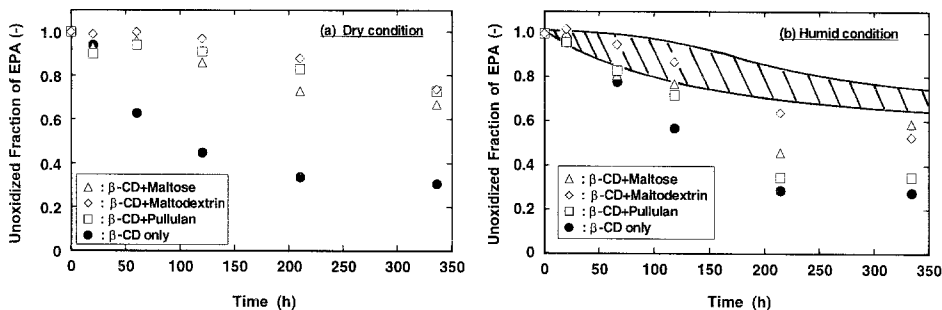 (a) Dry condition
Unoxidized Fraction of EPA (-)
1.0
0.8
0.6
0.4
0.2
0
△ : β-CD+Maltose
◇ : β-CD+Maltodextrin
□ : β-CD+Pullulan
● : β-CD only
0 50 100 150 200 250 300 350
Time (h)
(b) Humid condition
Unoxidized Fraction of EPA (-)
1.0
0.8
0.6
0.4
0.2
0
△ : β-CD+Maltose
◇ : β-CD+Maltodextrin
□ : β-CD+Pullulan
● : β-CD only
0 50 100 150 200 250 300 350
Time (h)